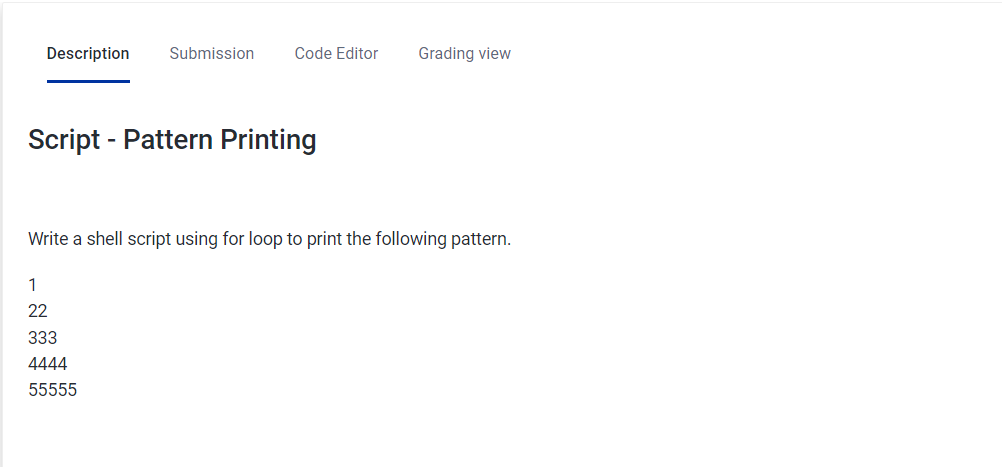 Description Submission Code Editor Grading view
Script - Pattern Printing
Write a shell script using for loop to print the following pattern.
1
22
333
4444
55555